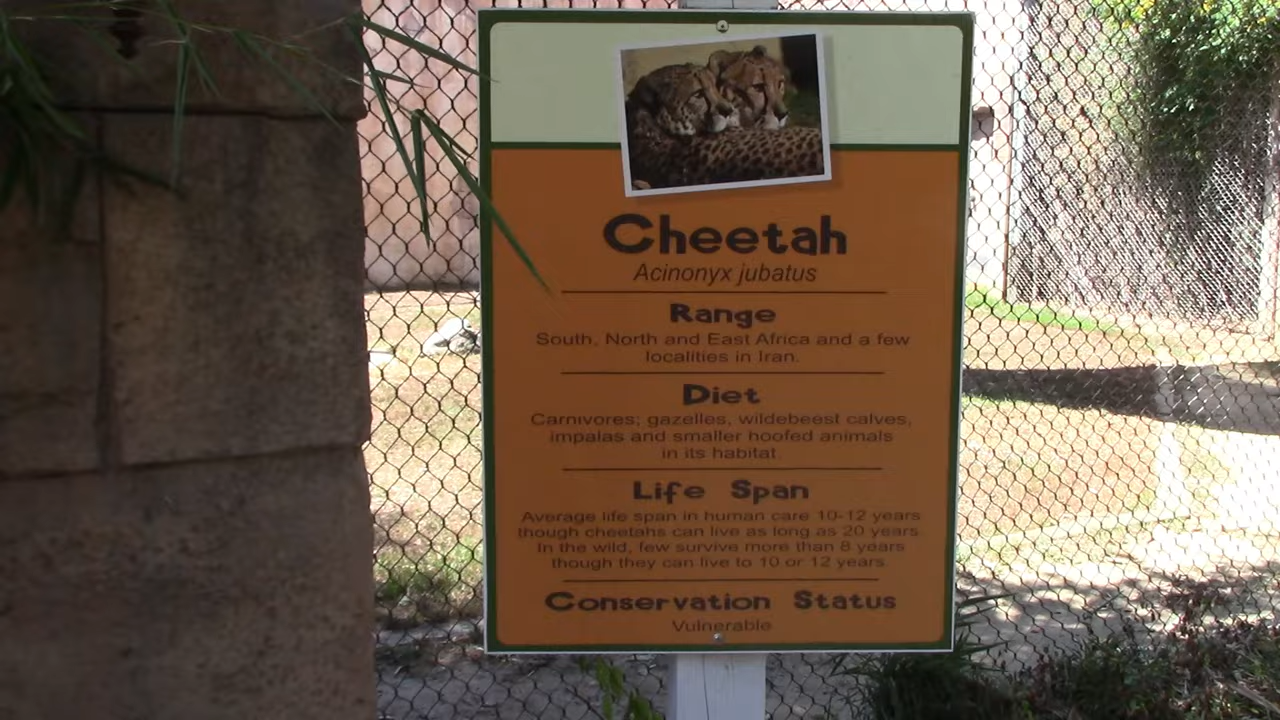 Cheetah
Acinonyx jubatus
Range
South, North and East Africa and a few
localities in Iran.
Diet
Carnivores; gazelles, wildebeest calves,
impalas and smaller hoofed animals
in its habitat.
Life Span
Average life span in human care 10-12 years
though cheetahs can live as long as 20 years.
In the wild, few survive more than 8 years
though they can live to 10 or 12 years.
Conservation Status
Vulnerable